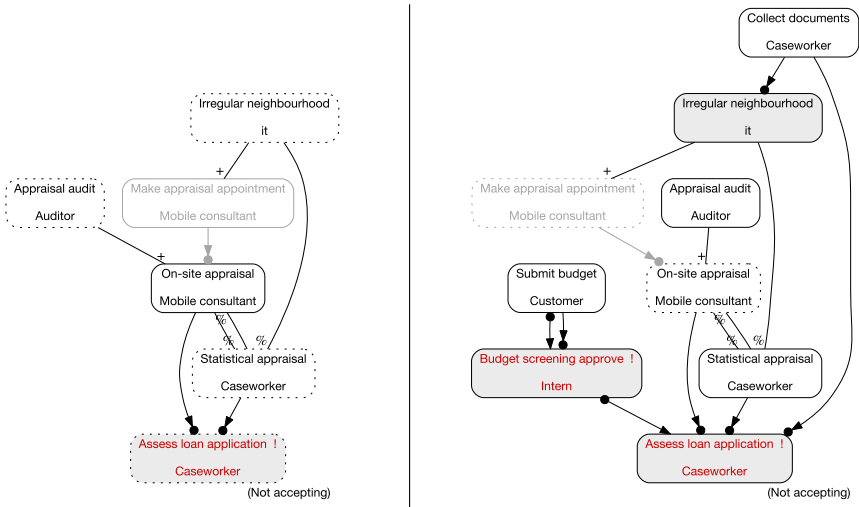 Irregular neighbourhood
it
+
Appraisal audit
Auditor
Make appraisal appointment
Mobile consultant
+
On-site appraisal
Mobile consultant
%
% %
Statistical appraisal
Caseworker
Assess loan application !
Caseworker
(Not accepting)
Collect documents
Caseworker
Irregular neighbourhood
it
+
Make appraisal appointment
Mobile consultant
Appraisal audit
Auditor
+
Submit budget
Customer
On-site appraisal
Mobile consultant
%
% %
Budget screening approve !
Intern
Statistical appraisal
Caseworker
Assess loan application !
Caseworker
(Not accepting)